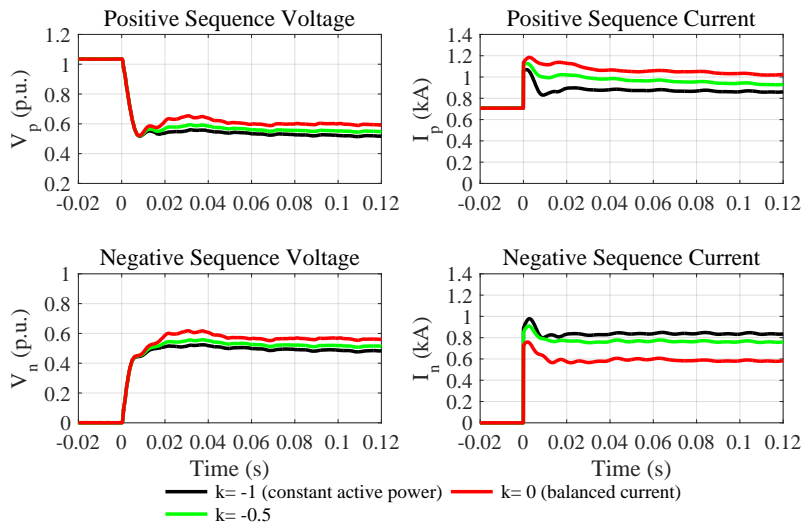 Positive Sequence Voltage
V_p (p.u.)
1.2
1
0.8
0.6
0.4
0.2
-0.02 0 0.02 0.04 0.06 0.08 0.1 0.12
Positive Sequence Current
I_p (kA)
1.4
1.2
1
0.8
0.6
0.4
0.2
0
-0.02 0 0.02 0.04 0.06 0.08 0.1 0.12
Negative Sequence Voltage
V_n (p.u.)
1
0.8
0.6
0.4
0.2
0
-0.02 0 0.02 0.04 0.06 0.08 0.1 0.12
Time (s)
Negative Sequence Current
I_n (kA)
1.4
1.2
1
0.8
0.6
0.4
0.2
0
-0.02 0 0.02 0.04 0.06 0.08 0.1 0.12
Time (s)
k= -1 (constant active power)
k= 0 (balanced current)
k= -0.5